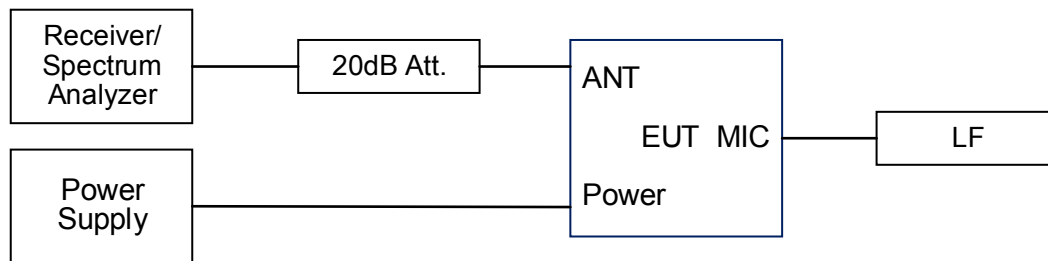 Receiver/
Spectrum
Analyzer
20dB Att.
ANT
EUT MIC
LF
Power
Supply
Power